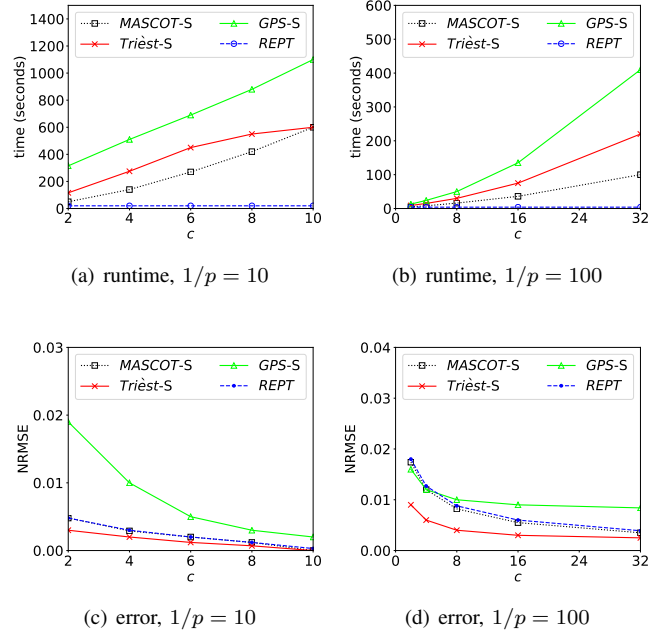 1400
1200
1000
800
600
400
200
0
time (seconds)
MASCOT-S
Trièst-S
GPS-S
REPT
2 4 6 8 10
c
(a) runtime, 1/p = 10
600
500
400
300
200
100
0
time (seconds)
MASCOT-S
Trièst-S
GPS-S
REPT
0 8 16 24 32
c
(b) runtime, 1/p = 100
0.03
0.02
0.01
0.00
NRMSE
MASCOT-S
Trièst-S
GPS-S
REPT
2 4 6 8 10
c
(c) error, 1/p = 10
0.04
0.03
0.02
0.01
0.00
NRMSE
MASCOT-S
Trièst-S
GPS-S
REPT
0 8 16 24 32
c
(d) error, 1/p = 100